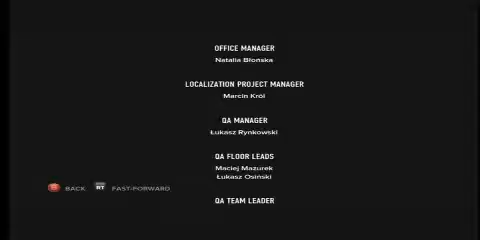 OFFICE MANAGER
Natalia Błońska
LOCALIZATION PROJECT MANAGER
Marcin Król
QA MANAGER
Łukasz Rynkowski
QA FLOOR LEADS
Maciej Mazurek
Łukasz Osiński
BACK RT FAST-FORWARD
QA TEAM LEADER